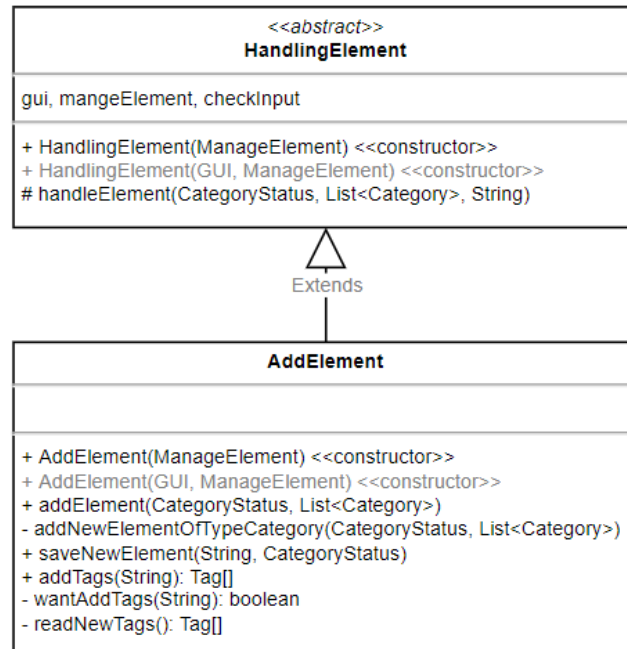 <<abstract>>
HandlingElement
gui, mangeElement, checkInput
+ HandlingElement(ManageElement) <<constructor>>
+ HandlingElement(GUI, ManageElement) <<constructor>>
# handleElement(CategoryStatus, List<Category>, String)
Extends
AddElement
+ AddElement(ManageElement) <<constructor>>
+ AddElement(GUI, ManageElement) <<constructor>>
+ addElement(CategoryStatus, List<Category>)
- addNewElementOfTypeCategory(CategoryStatus, List<Category>)
+ saveNewElement(String, CategoryStatus)
+ addTags(String): Tag[]
- wantAddTags(String): boolean
- readNewTags(): Tag[]